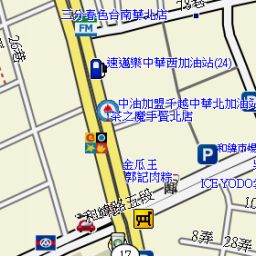 三分春色台南華北店
FM
26巷
速邁樂中華西加油站(24)
中油加盟千越中華北加油站
茶之魔手賢北店
P
和緯市場
金瓜王
郭記肉粽
ICE YODO
和緯路五段
17
8弄
28弄